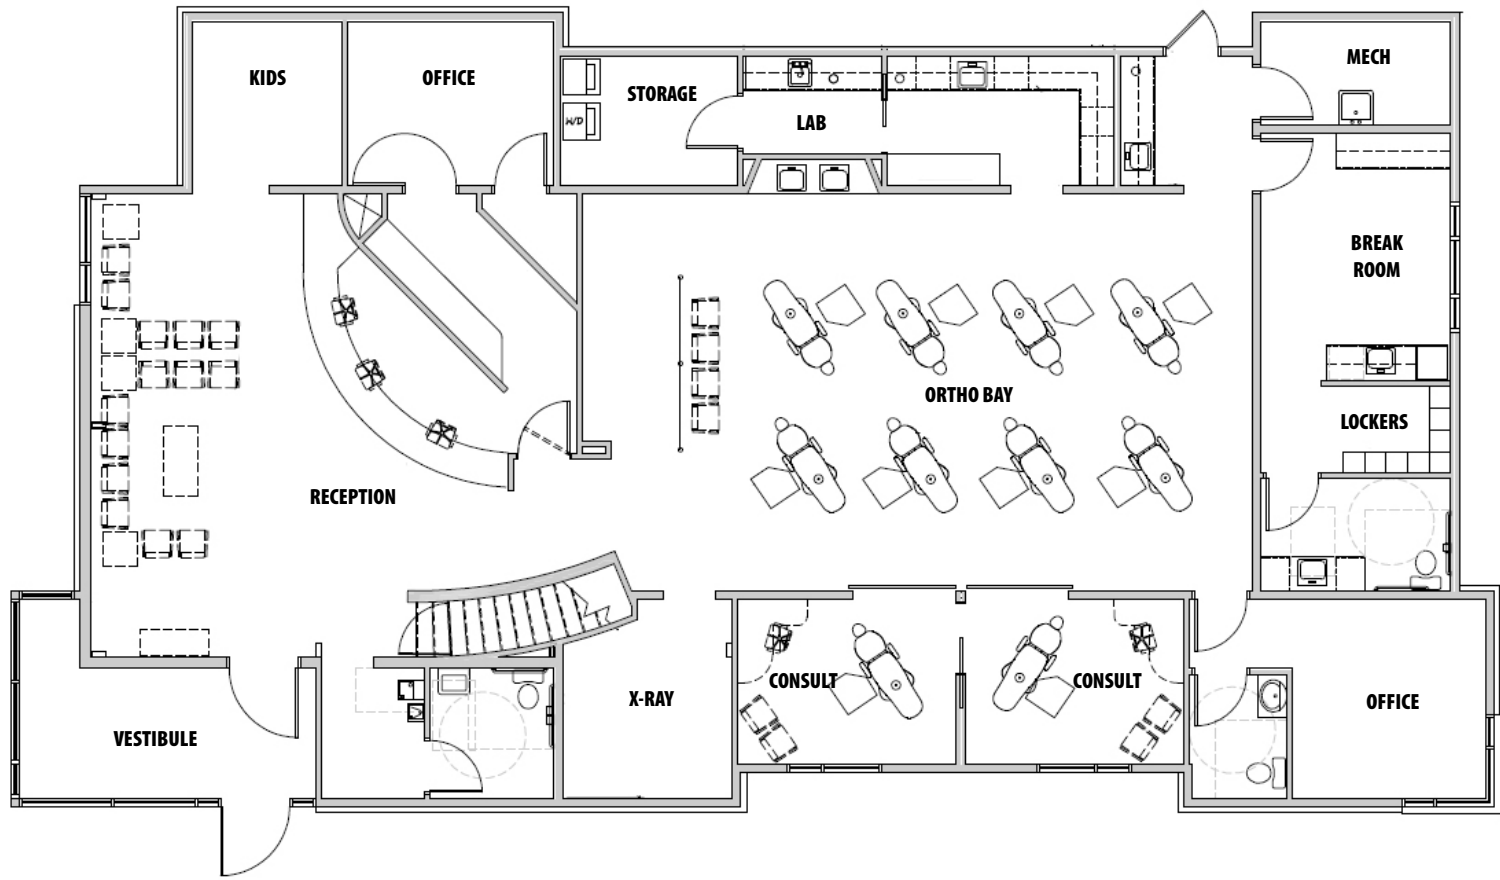 KIDS
OFFICE
STORAGE
W/D
LAB
MECH
BREAK
ROOM
ORTHO BAY
LOCKERS
RECEPTION
CONSULT
CONSULT
X-RAY
OFFICE
VESTIBULE